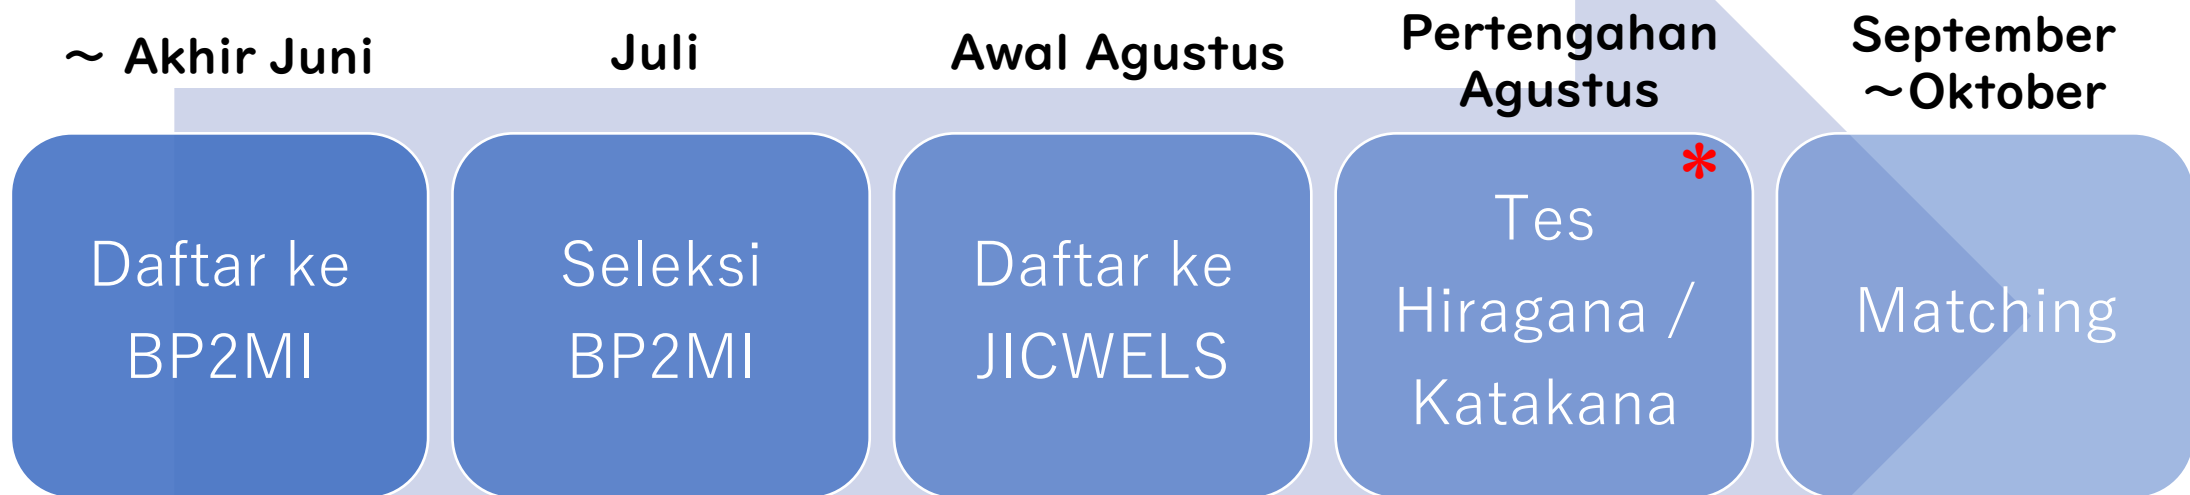 ～ Akhir Juni
Juli
Awal Agustus
Pertengahan
Agustus
September
～Oktober
Daftar ke
BP2MI
Seleksi
BP2MI
Daftar ke
JICWELS
*
Tes
Hiragana /
Katakana
Matching